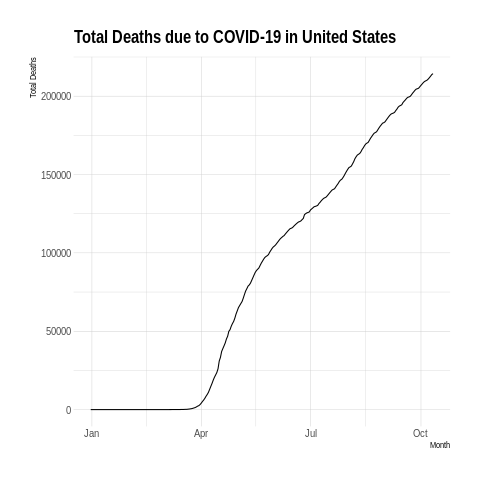 Total Deaths due to COVID-19 in United States
Total Deaths
200000
150000
100000
50000
0
Jan Apr Jul Oct
Month